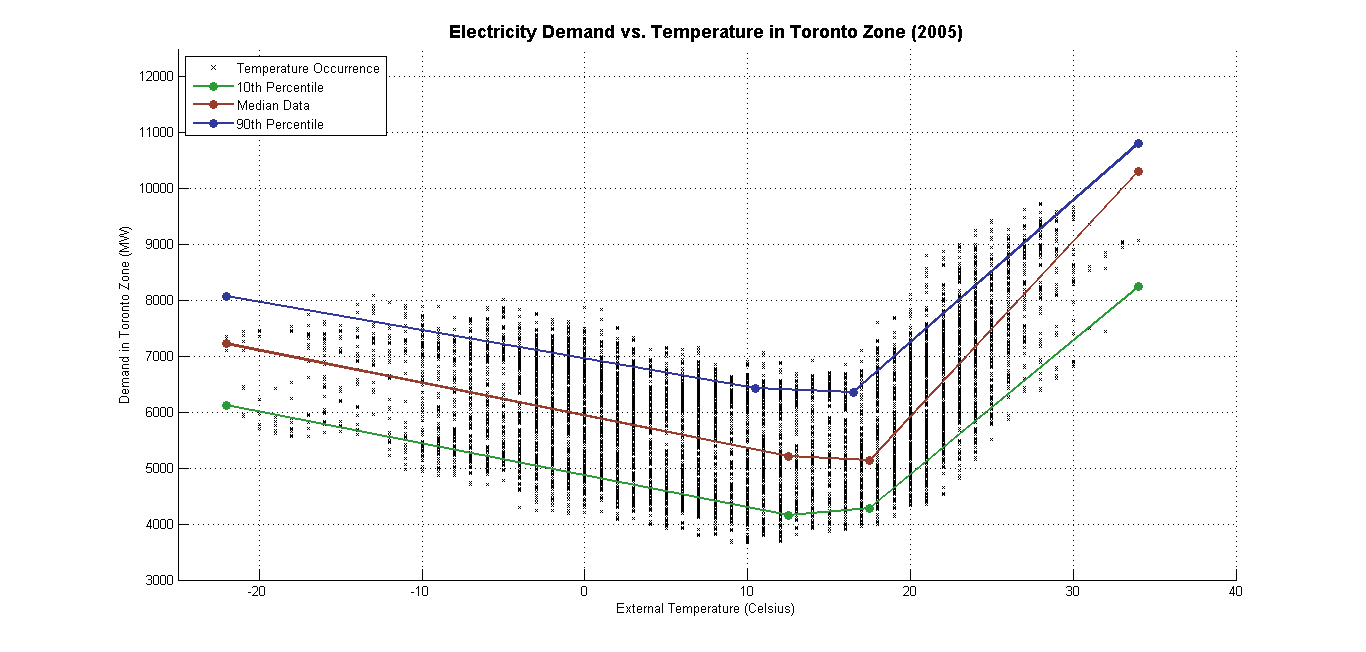 Electricity Demand vs. Temperature in Toronto Zone (2005)
Temperature Occurrence
10th Percentile
Median Data
90th Percentile
12000
11000
10000
9000
8000
7000
6000
5000
4000
3000
Demand in Toronto Zone (MW)
-20 -10 0 10 20 30 40
External Temperature (Celsius)